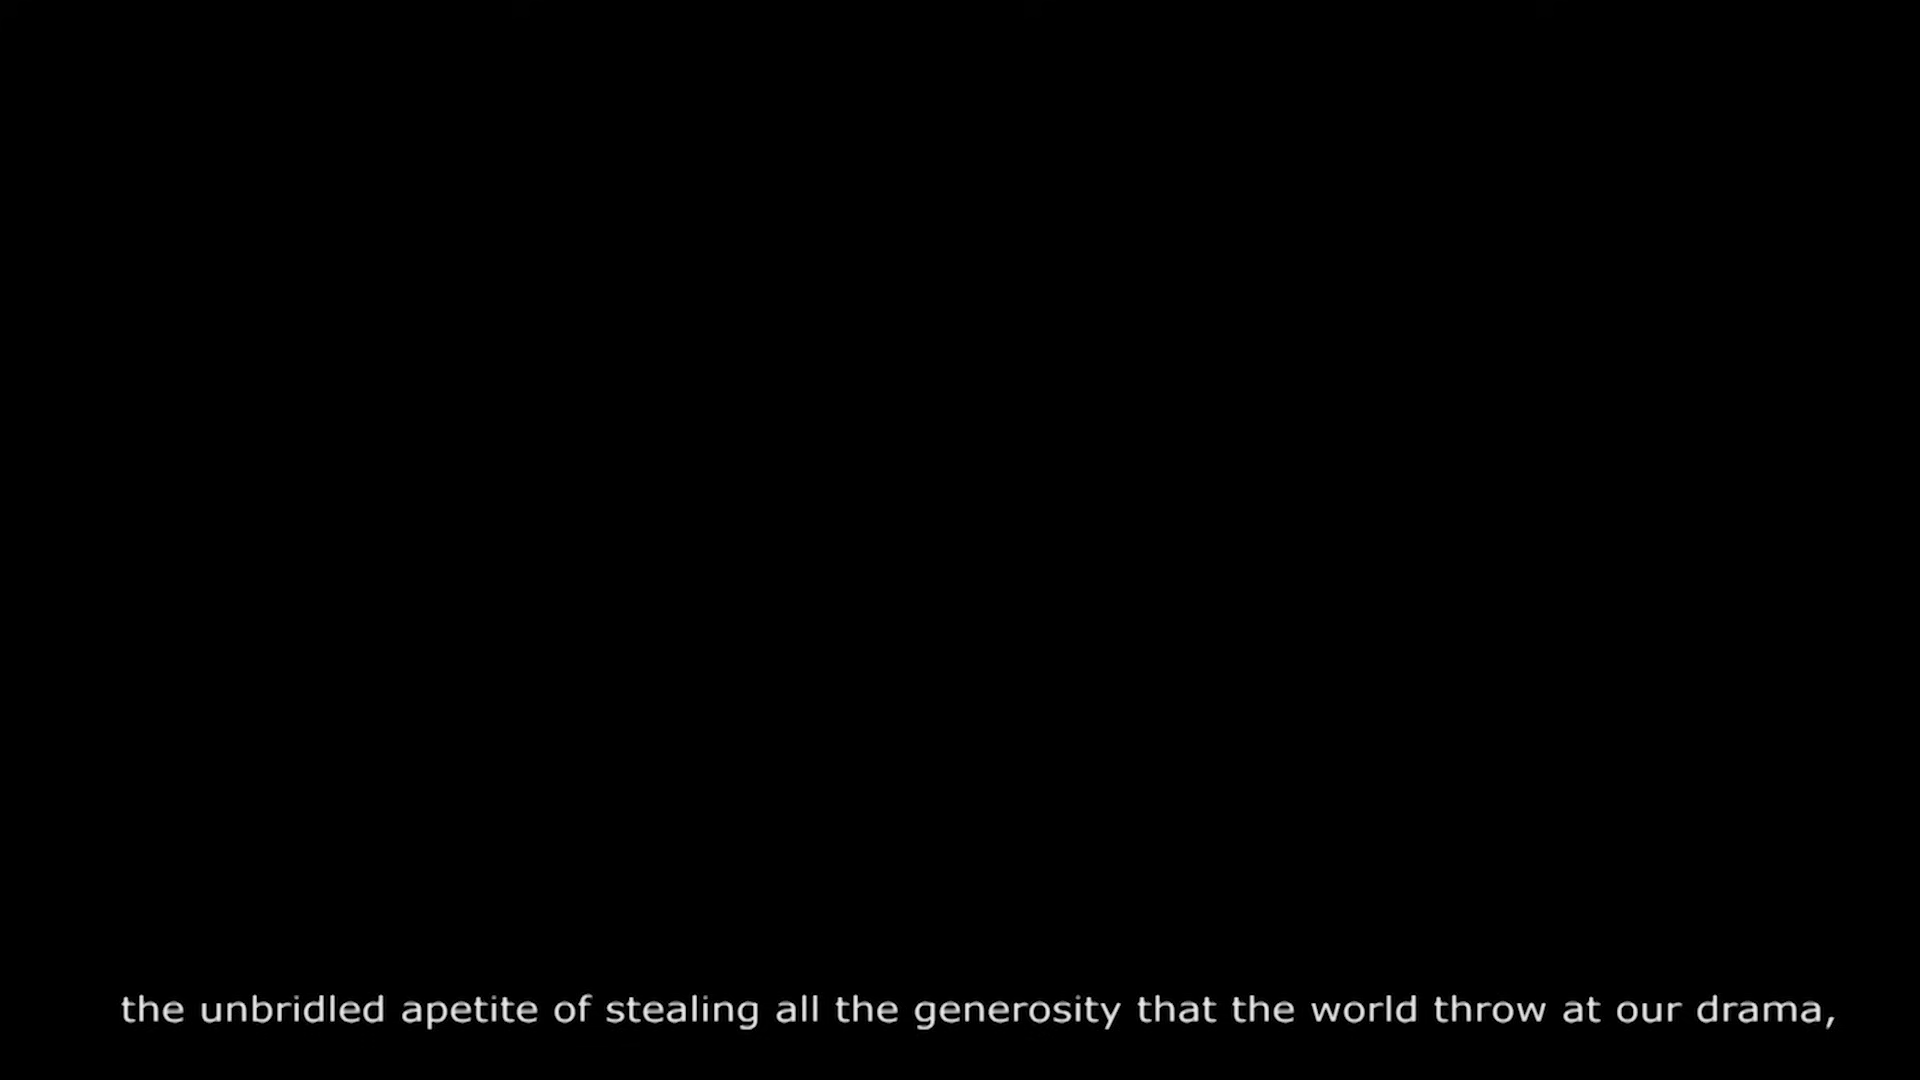 the unbridled apetite of stealing all the generosity that the world throw at our drama,